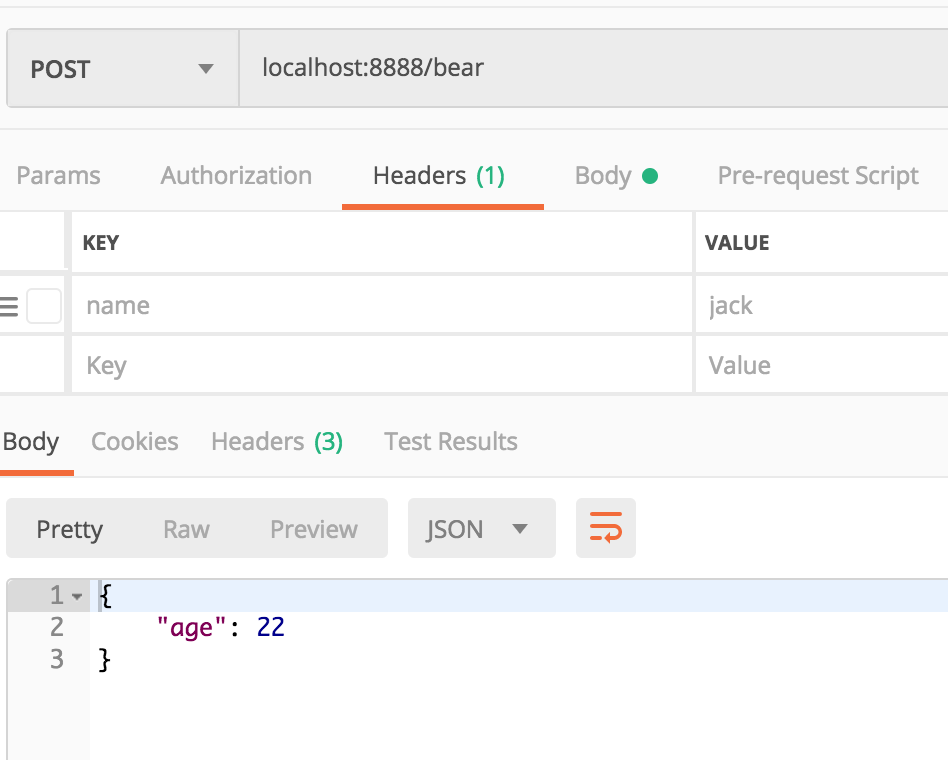 POST localhost:8888/bear
Params Authorization Headers (1) Body Pre-request Script
KEY VALUE
name jack
Key Value
Body Cookies Headers (3) Test Results
Pretty Raw Preview JSON
1 {
2 "age": 22
3 }